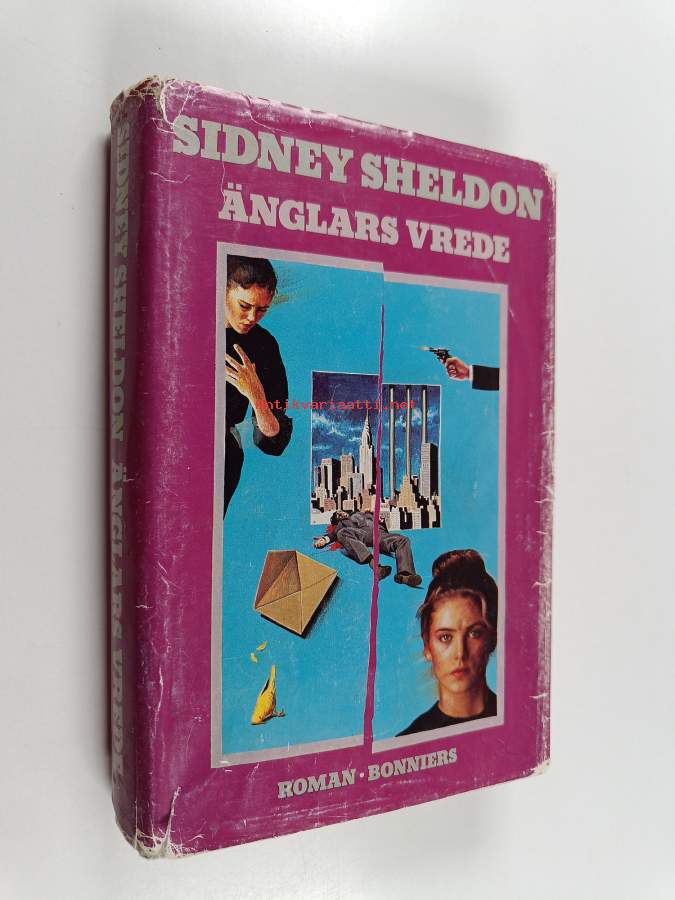 SIDNEY SHELDON
ÄNGLARS VREDE
antikvariaatti.net
ROMAN · BONNIERS
SIDNEY SHELDON ÄNGLARS VREDE